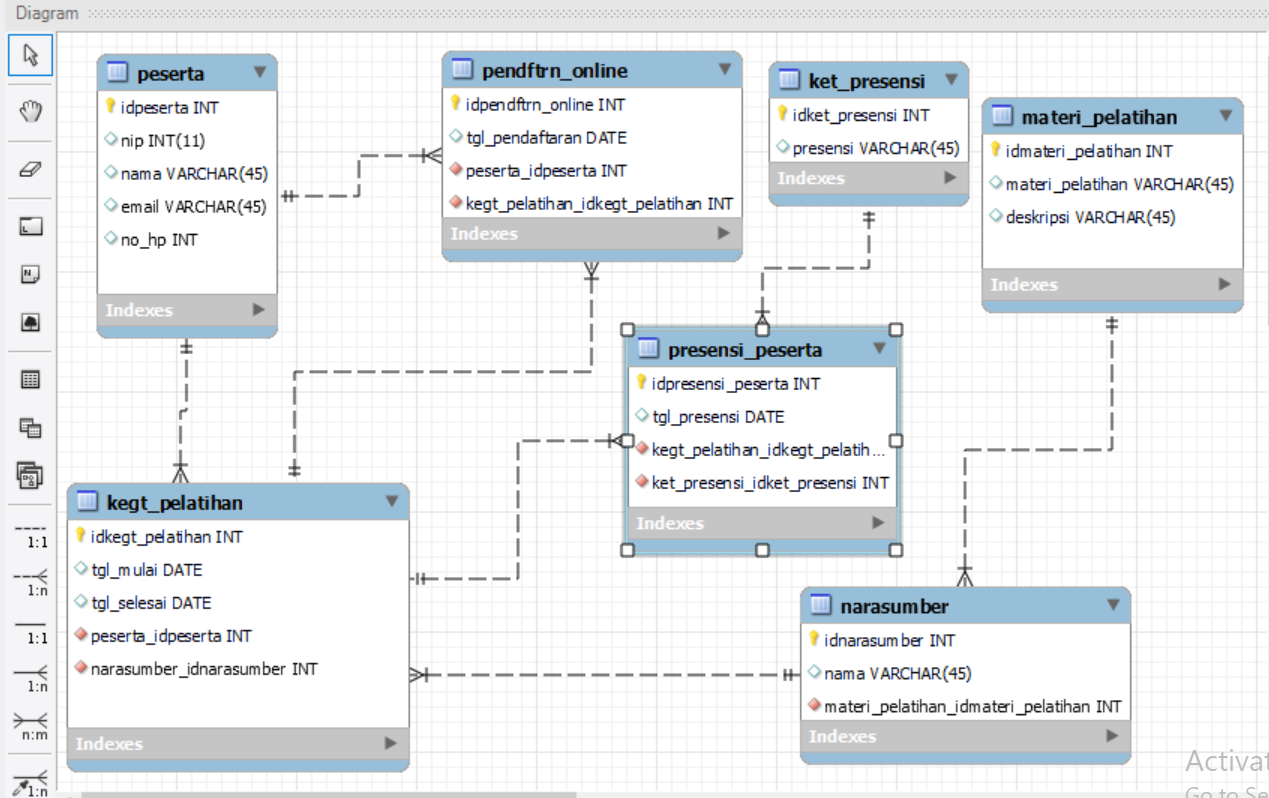 Diagram
peserta
idpeserta INT
nip INT(11)
nama VARCHAR(45)
email VARCHAR(45)
no_hp INT
Indexes
pendftrn_online
idpendftrn_online INT
tgl_pendaftaran DATE
peserta_idpeserta INT
kegt_pelatihan_idkegt_pelatihan INT
Indexes
ket_presensi
idket_presensi INT
presensi VARCHAR(45)
Indexes
materi_pelatihan
idmateri_pelatihan INT
materi_pelatihan VARCHAR(45)
deskripsi VARCHAR(45)
Indexes
presensi_peserta
idpresensi_peserta INT
tgl_presensi DATE
kegt_pelatihan_idkegt_pelatih...
ket_presensi_idket_presensi INT
Indexes
kegt_pelatihan
idkegt_pelatihan INT
tgl_mulai DATE
tgl_selesai DATE
peserta_idpeserta INT
narasumber_idnarasumber INT
Indexes
narasumber
idnarasumber INT
nama VARCHAR(45)
materi_pelatihan_idmateri_pelatihan INT
Indexes
1:1
1:n
1:1
1:n
n:m
1:n
Activat
Go to Se